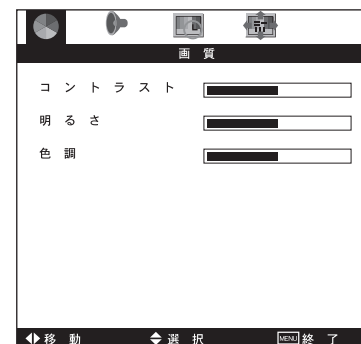 画 質
コ ン ト ラ ス ト
明 る さ
色 調
移 動 選 択 MENU 終 了